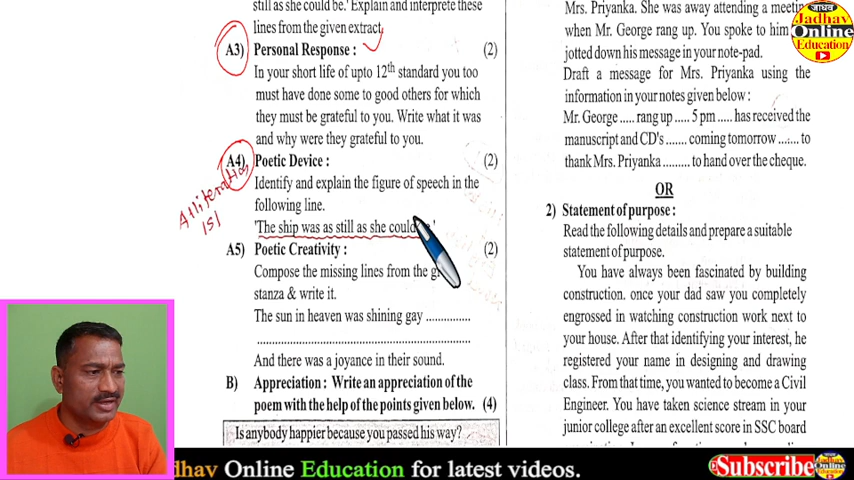 still as she could be.' Explain and interpret these
lines from the given extract.
A3) Personal Response : (2)
In your short life of upto 12th standard you too
must have done some to good others for which
they must be grateful to you. Write what it was
and why were they grateful to you.
A4) Poetic Device : (2)
Identify and explain the figure of speech in the
following line.
'The ship was as still as she could
Alliteration
ISI
A5) Poetic Creativity : (2)
Compose the missing lines from the
stanza & write it.
The sun in heaven was shining gay ...............
................................................................
And there was a joyance in their sound.
B) Appreciation : Write an appreciation of the
poem with the help of the points given below. (4)
Is anybody happier because you passed his way?
Mrs. Priyanka. She was away attending a meetin
when Mr. George rang up. You spoke to him
jotted down his message in your note-pad.
Draft a message for Mrs. Priyanka using the
information in your notes given below :
Mr. George ..... rang up ..... 5 pm ..... has received the
manuscript and CD's ....... coming tomorrow ...... to
thank Mrs. Priyanka ......... to hand over the cheque.
OR
2) Statement of purpose :
Read the following details and prepare a suitable
statement of purpose.
You have always been fascinated by building
construction. once your dad saw you completely
engrossed in watching construction work next to
your house. After that identifying your interest, he
registered your name in designing and drawing
class. From that time, you wanted to become a Civil
Engineer. You have taken science stream in your
junior college after an excellent score in SSC board
जाधव
Jadhav
Online
Education
dhav Online Education for latest videos.
Subscribe
जाधव
Jadhav
Online
Education